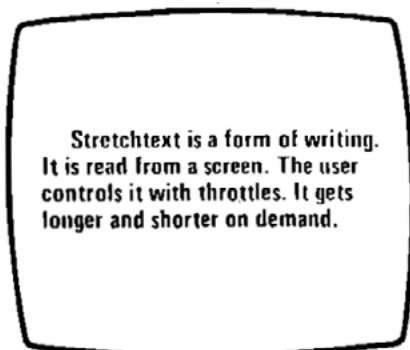 Stretchtext is a form of writing.
It is read from a screen. The user
controls it with throttles. It gets
longer and shorter on demand.